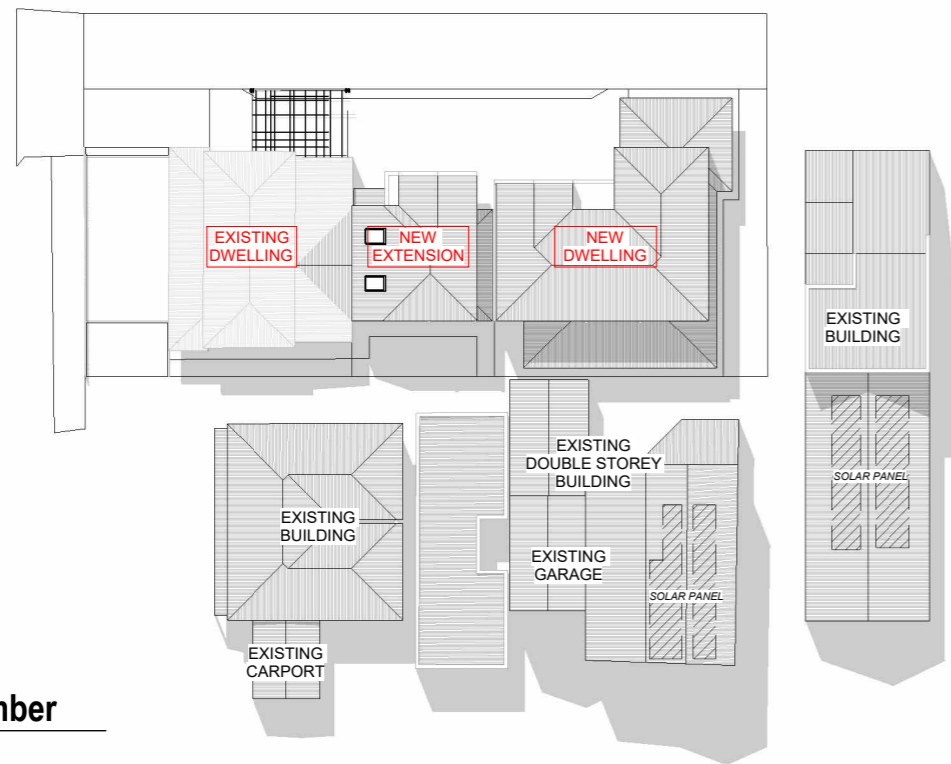 EXISTING
DWELLING
NEW
EXTENSION
NEW
DWELLING
EXISTING
BUILDING
SOLAR PANEL
EXISTING
DOUBLE STOREY
BUILDING
EXISTING
BUILDING
EXISTING
GARAGE
SOLAR PANEL
EXISTING
CARPORT
mber